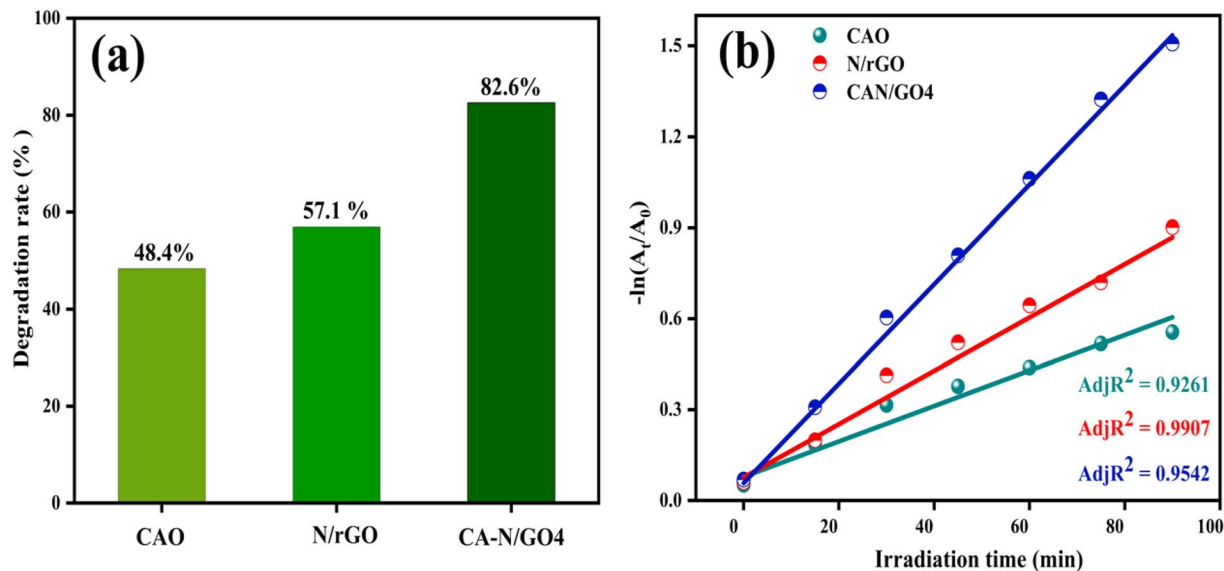 (a)
100
80
60
40
20
0
Degradation rate (%)
48.4%
57.1 %
82.6%
CAO
N/rGO
CA-N/GO4
(b)
CAO
N/rGO
CAN/GO4
1.5
1.2
0.9
0.6
0.3
0.0
-ln(At/A0)
AdjR2 = 0.9261
AdjR2 = 0.9907
AdjR2 = 0.9542
0
20
40
60
80
100
Irradiation time (min)